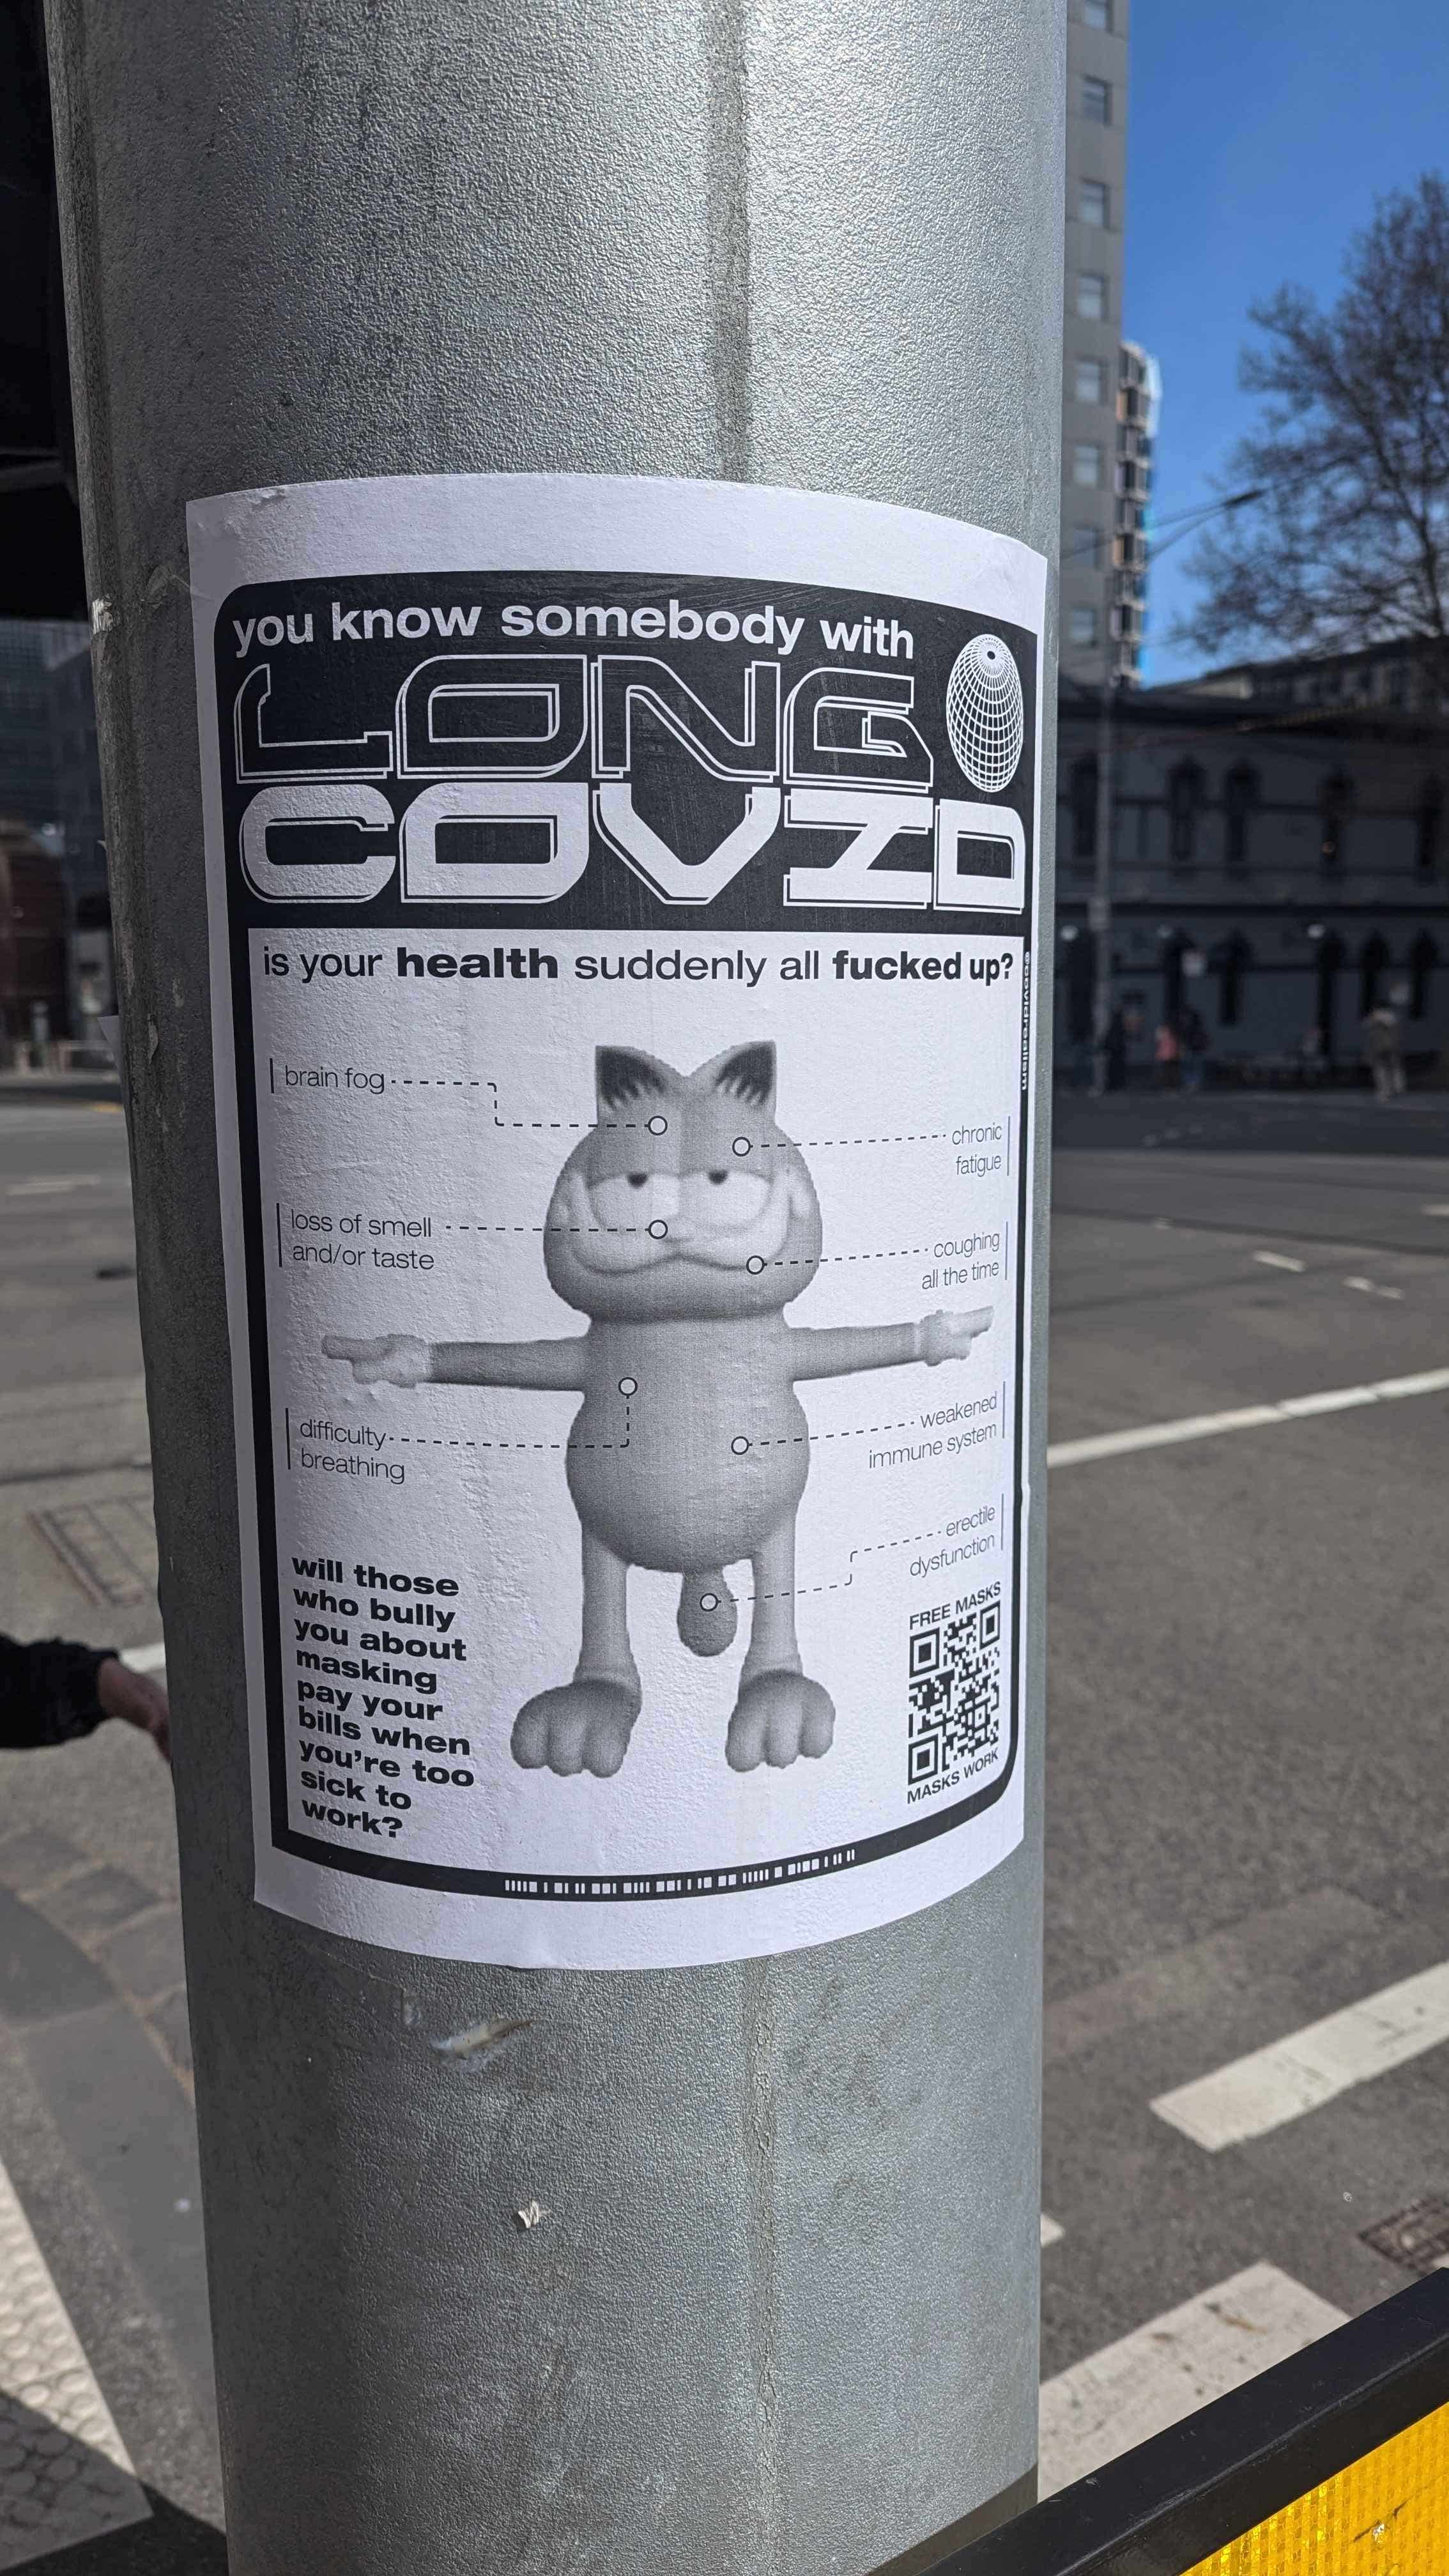 you know somebody with
LONG
COVID
is your health suddenly all fucked up?
@covidrealism
brain fog
chronic
fatigue
loss of smell
and/or taste
coughing
all the time
difficulty
breathing
weakened
immune system
erectile
dysfunction
will those
who bully
you about
masking
pay your
bills when
you're too
sick to
work?
FREE MASKS
MASKS WORK